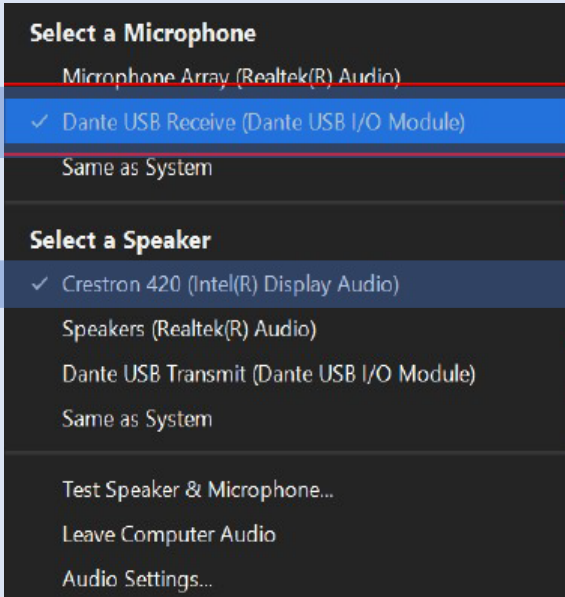 Select a Microphone
Microphone Array (Realtek(R) Audio)
✓ Dante USB Receive (Dante USB I/O Module)
Same as System
Select a Speaker
✓ Crestron 420 (Intel(R) Display Audio)
Speakers (Realtek(R) Audio)
Dante USB Transmit (Dante USB I/O Module)
Same as System
Test Speaker & Microphone...
Leave Computer Audio
Audio Settings...